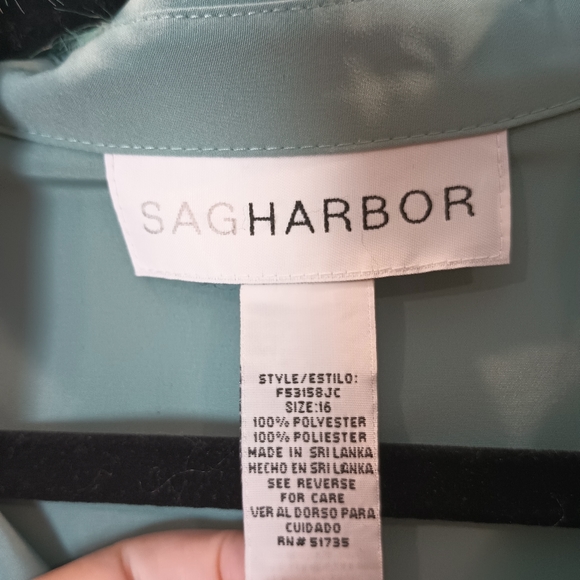 SAGHARBOR
STYLE/ESTILO:
F53158JC
SIZE:16
100% POLYESTER
100% POLIESTER
MADE IN SRI LANKA
HECHO EN SRI LANKA
SEE REVERSE
FOR CARE
VER AL DORSO PARA
CUIDADO
RN# 51735